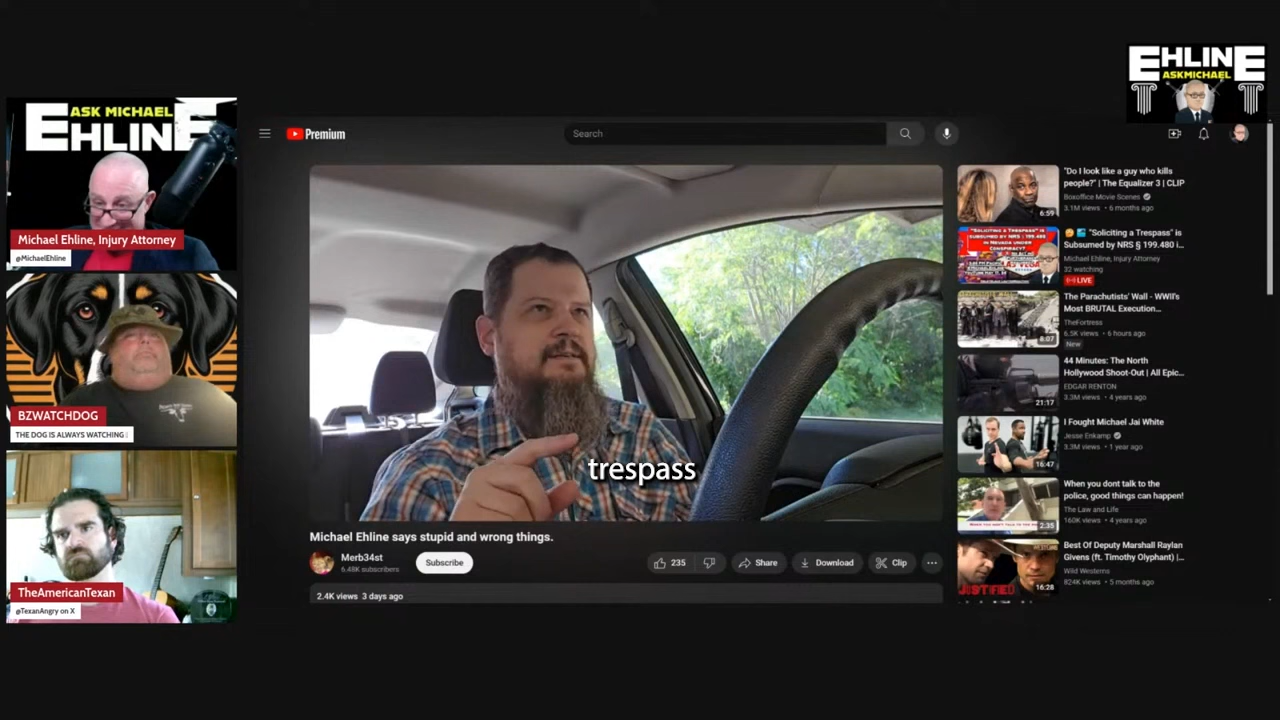 ASK MICHAEL
EHLINE
Michael Ehline, Injury Attorney
@MichaelEhline
BZWATCHDOG
THE DOG IS ALWAYS WATCHING
TheAmericanTexan
@TexanAngry on X
EHLINE
ASKMICHAEL
Premium
Search
trespass
Michael Ehline says stupid and wrong things.
Merb34st
6.48K subscribers
Subscribe
235
Share
Download
Clip
2.4K views 3 days ago
"Do I look like a guy who kills
people?" | The Equalizer 3 | CLIP
Boxoffice Movie Scenes
3.1M views • 6 months ago
6:59
"Soliciting a Trespass" is
Subsumed by NRS § 199.480 i...
Michael Ehline, Injury Attorney
32 watching
LIVE
"SOLICITING A TRESPASS" IS
SUBSUMED BY NRS § 199.480
The Parachutists' Wall - WWII's
Most BRUTAL Execution...
TheFortress
6.5K views • 6 hours ago
New
8:07
44 Minutes: The North
Hollywood Shoot-Out | All Epic...
EDGAR RENTON
3.3M views • 4 years ago
21:17
I Fought Michael Jai White
Jesse Enkamp
3.3M views • 1 year ago
16:47
When you dont talk to the
police, good things can happen!
The Law and Life
160K views • 4 years ago
2:35
Best Of Deputy Marshall Raylan
Givens (ft. Timothy Olyphant) |...
Wild Westerns
824K views • 5 months ago
JUSTIFIED
16:28